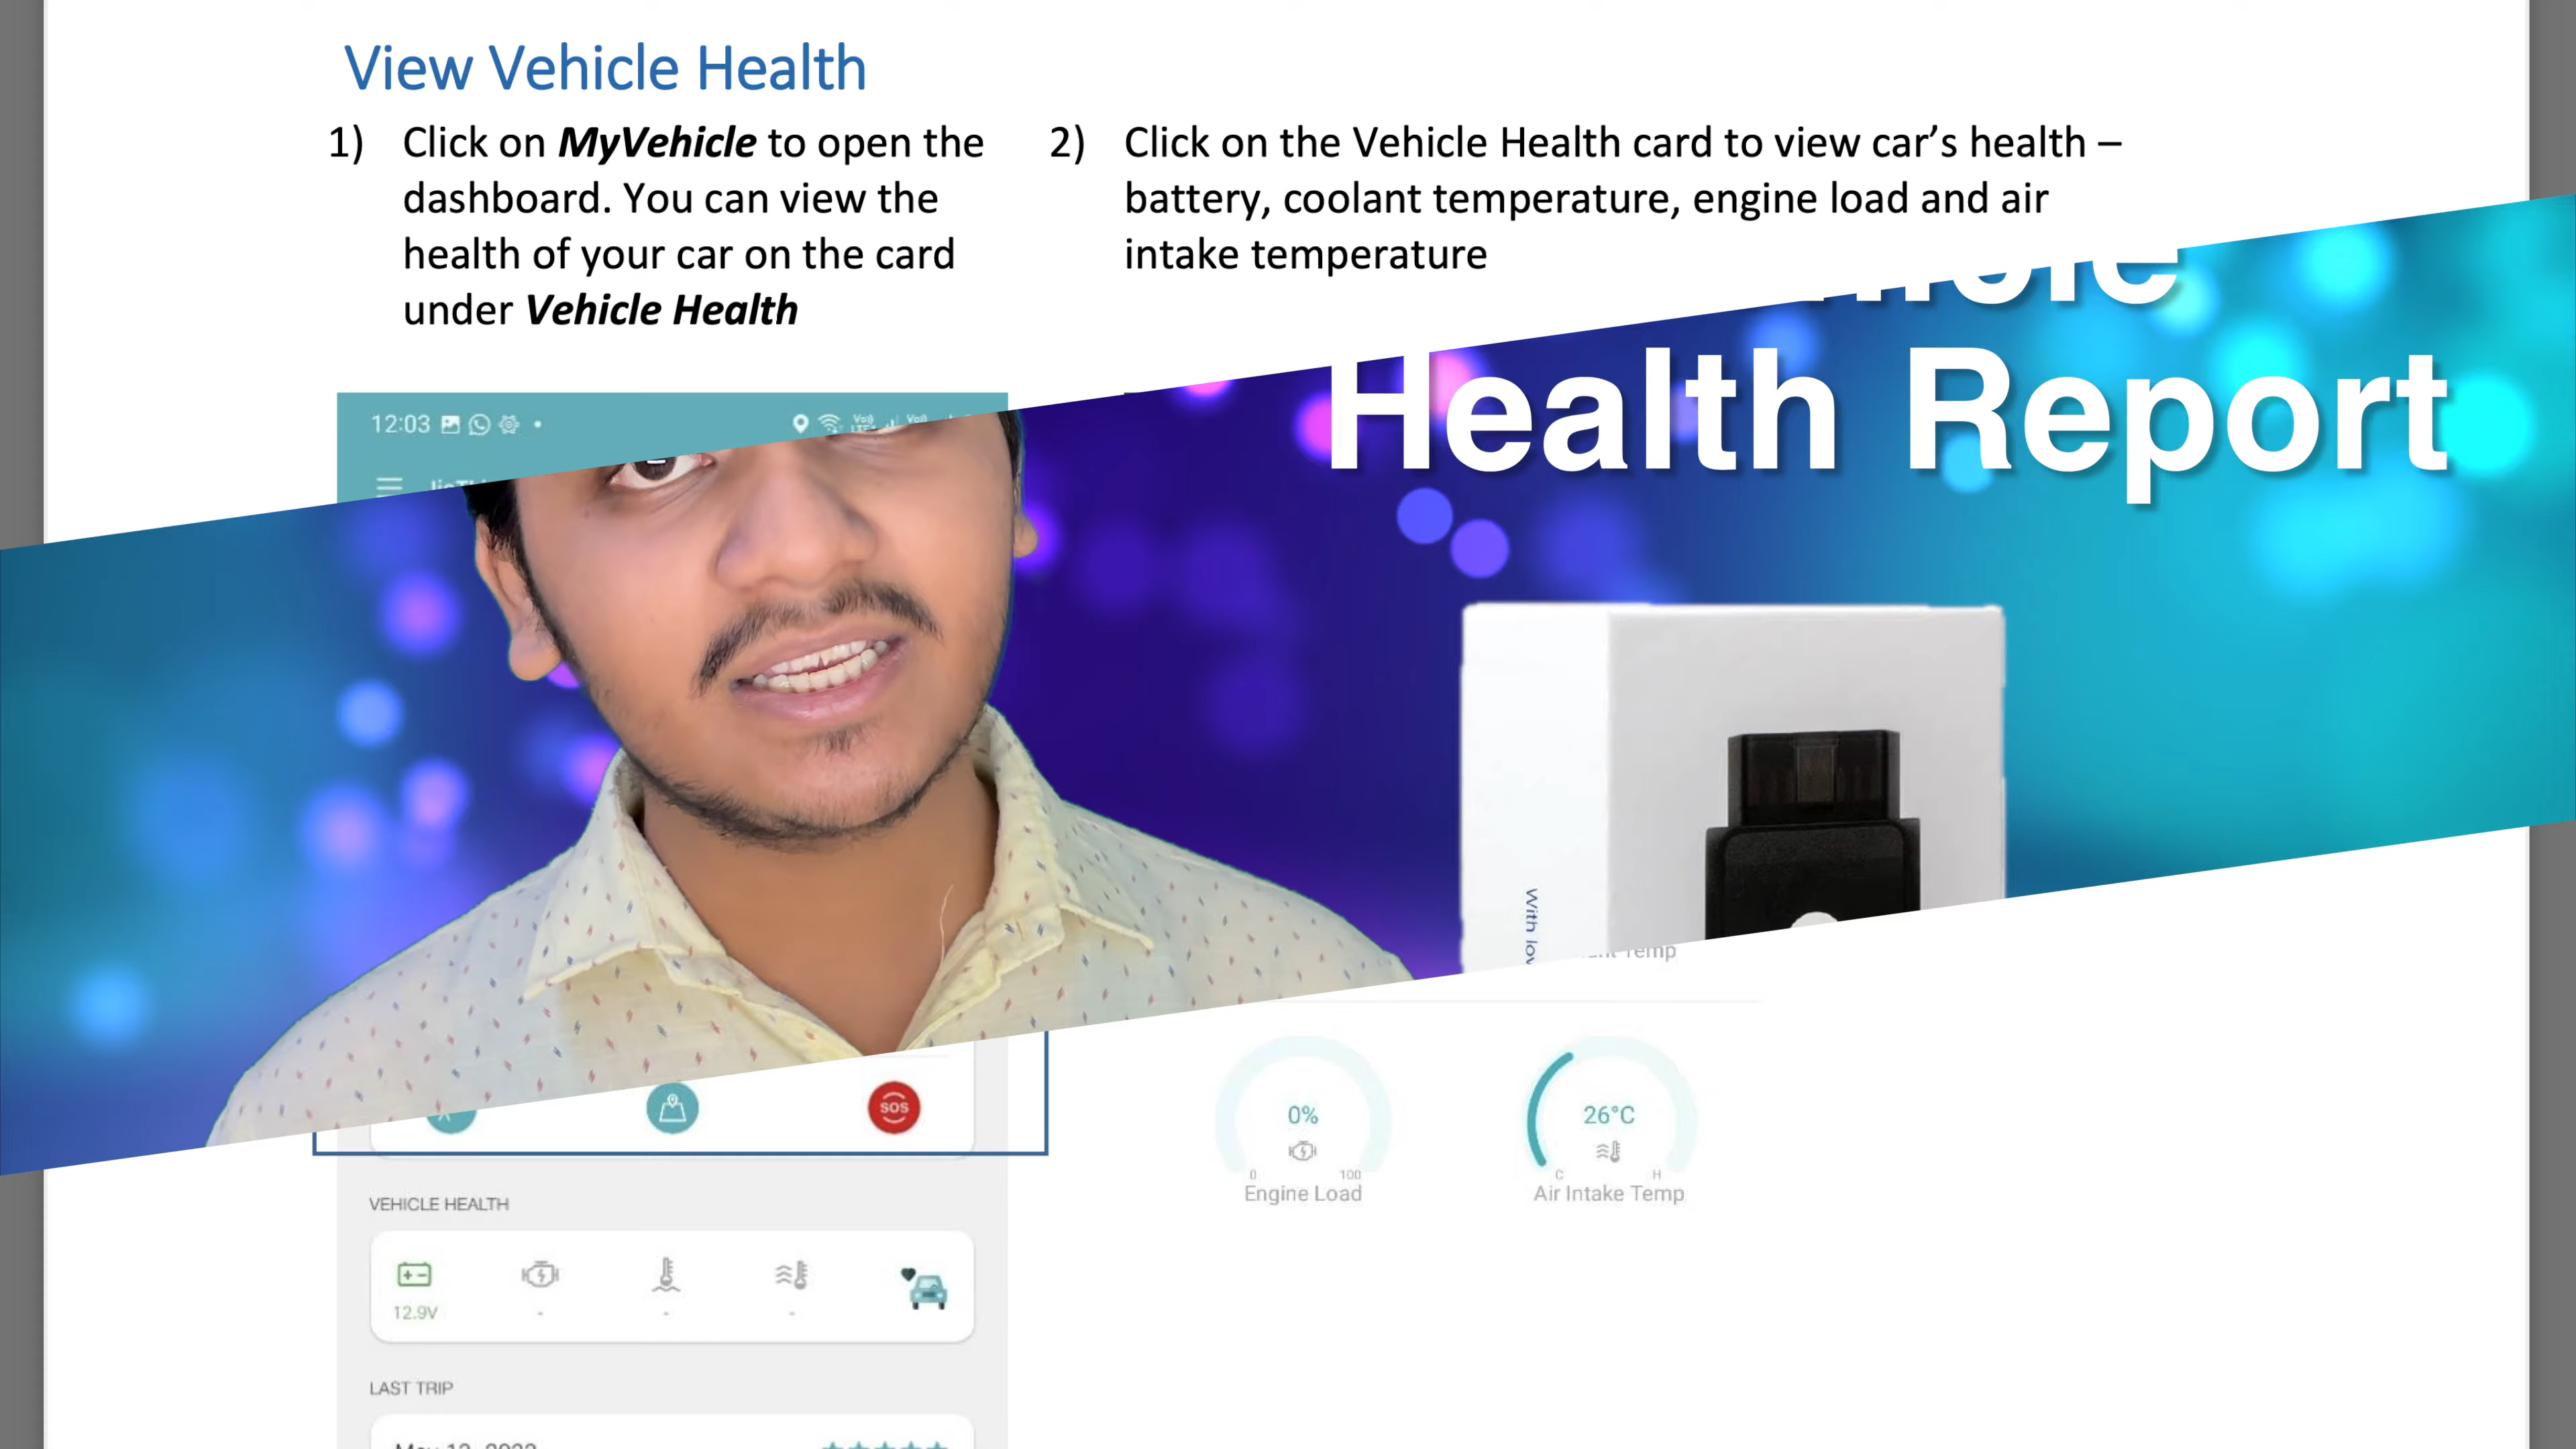 View Vehicle Health
1) Click on MyVehicle to open the
dashboard. You can view the
health of your car on the card
under Vehicle Health
2) Click on the Vehicle Health card to view car’s health –
battery, coolant temperature, engine load and air
intake temperature
Health Report
12:03
With
Temp
SOS
0%
0 100
Engine Load
26°C
C H
Air Intake Temp
VEHICLE HEALTH
12.9V
- - -
LAST TRIP